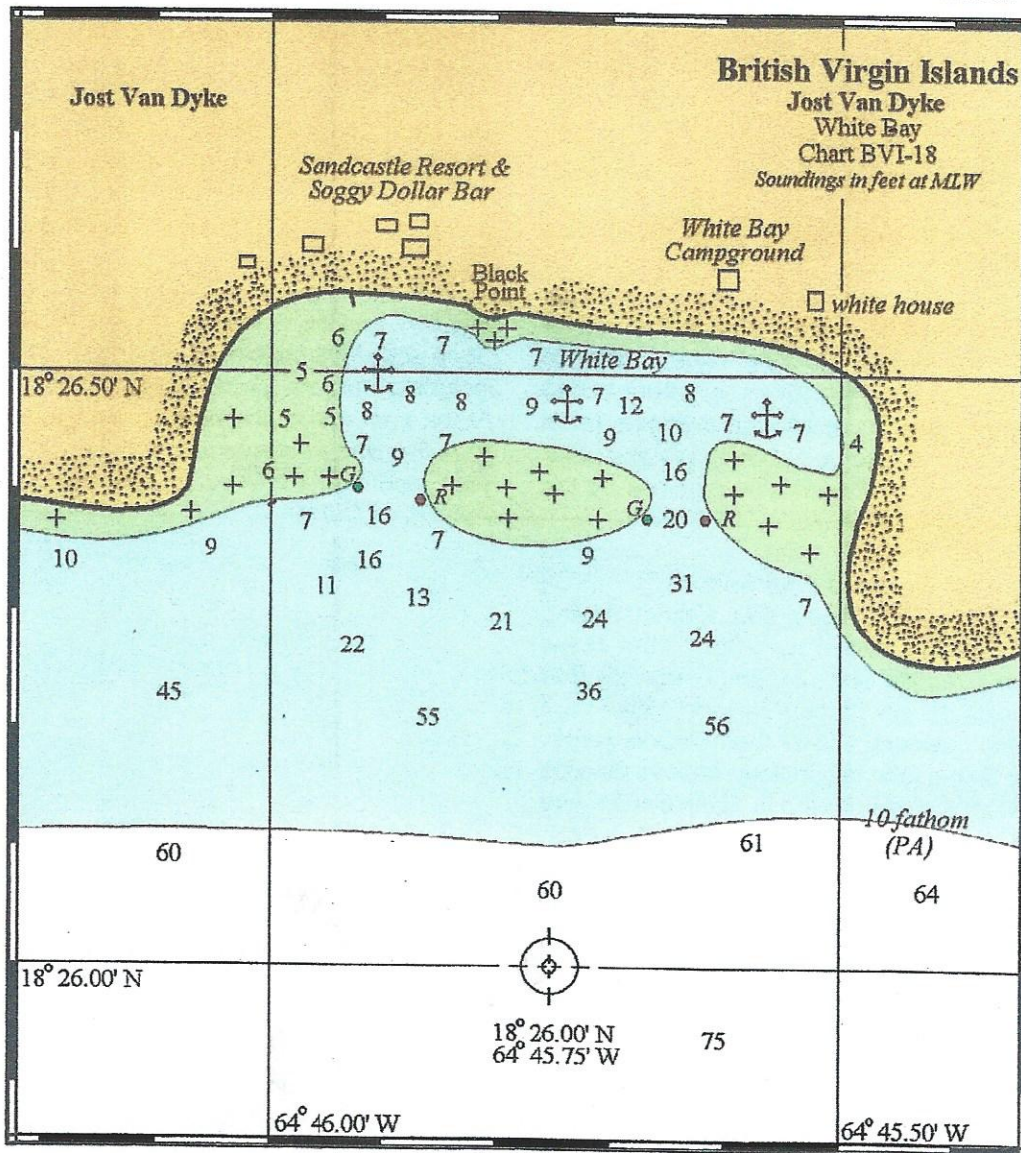 British Virgin Islands
Jost Van Dyke
White Bay
Chart BVI-18
Soundings in feet at MLW
Jost Van Dyke
Sandcastle Resort &
Soggy Dollar Bar
White Bay
Campground
Black
Point
white house
6 7 7 7 White Bay
18° 26.50' N
5 6 8 8 9 7 12 8
5 5 8 7 7 4
7 9 7 9 10
6 G R 16
7 16 7 G 20 R
10 9 16 9
11 13 31 7
22 21 24 24
45 55 36 56
10 fathom
(PA)
60 61
60 64
18° 26.00' N
18° 26.00' N
64° 45.75' W
75
64° 46.00' W
64° 45.50' W